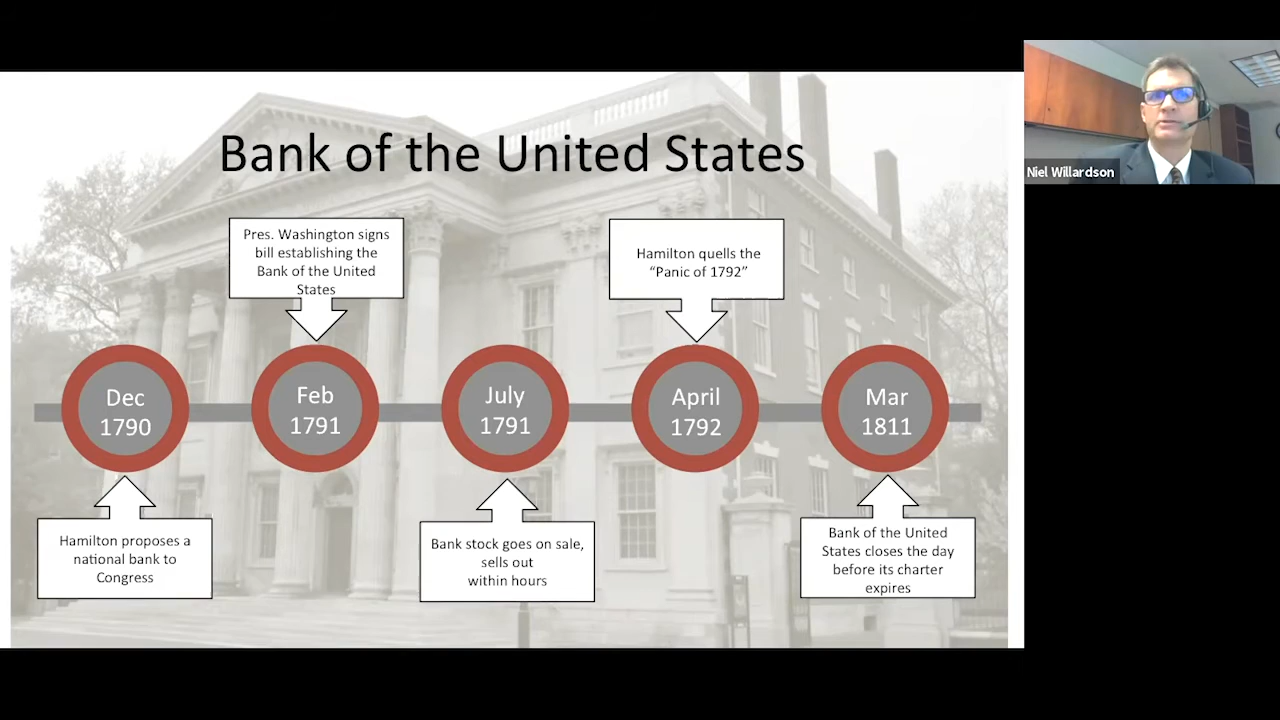 Bank of the United States
Pres. Washington signs
bill establishing the
Bank of the United
States
Hamilton quells the
“Panic of 1792”
Dec
1790
Feb
1791
July
1791
April
1792
Mar
1811
Hamilton proposes a
national bank to
Congress
Bank stock goes on sale,
sells out
within hours
Bank of the United
States closes the day
before its charter
expires
Niel Willardson